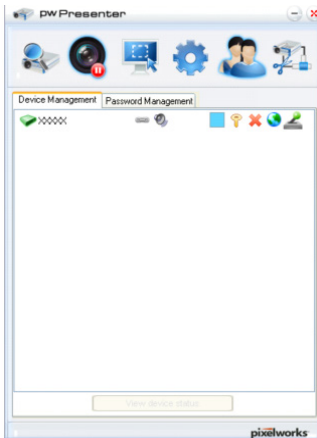 pwPresenter
Device Management Password Management
XXXXX
View device status
pixelworks